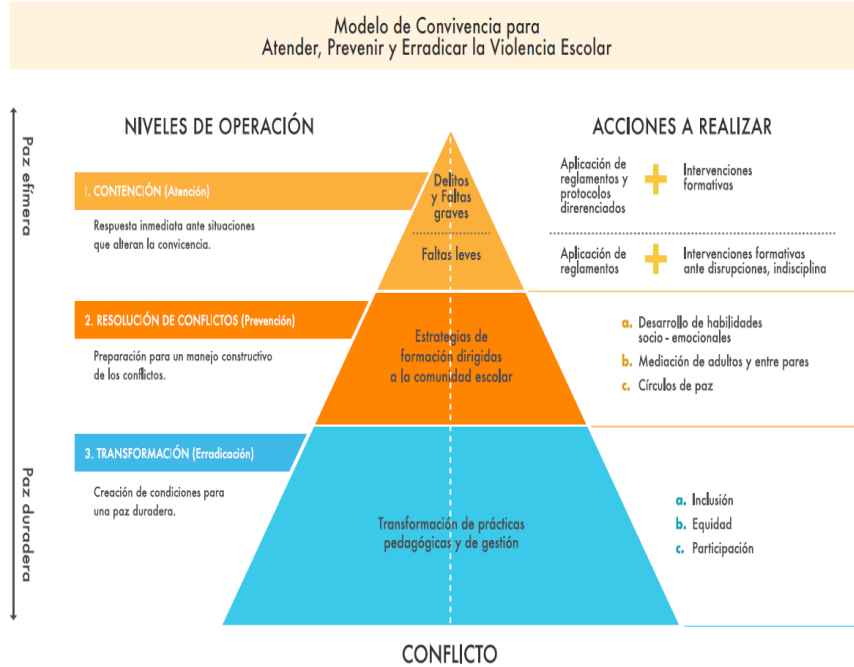 Modelo de Convivencia para
Atender, Prevenir y Erradicar la Violencia Escolar
NIVELES DE OPERACIÓN
ACCIONES A REALIZAR
Paz efímera
Paz duradera
1. CONTENCIÓN (Atención)
Respuesta inmediata ante situaciones
que alteran la convicencia.
Delitos
y Faltas
graves
Faltas leves
Aplicación de
reglamentos y
protocolos
direrenciados
+
Intervenciones
formativas
Aplicación de
reglamentos
+
Intervenciones formativas
ante disrupciones, indisciplina
2. RESOLUCIÓN DE CONFLICTOS (Prevención)
Preparación para un manejo constructivo
de los conflictos.
Estrategias de
formación dirigidas
a la comunidad escolar
a. Desarrollo de habilidades
socio - emocionales
b. Mediación de adultos y entre pares
c. Círculos de paz
3. TRANSFORMACIÓN (Erradicación)
Creación de condiciones para
una paz duradera.
Transformación de prácticas
pedagógicas y de gestión
a. Inclusión
b. Equidad
c. Participación
CONFLICTO